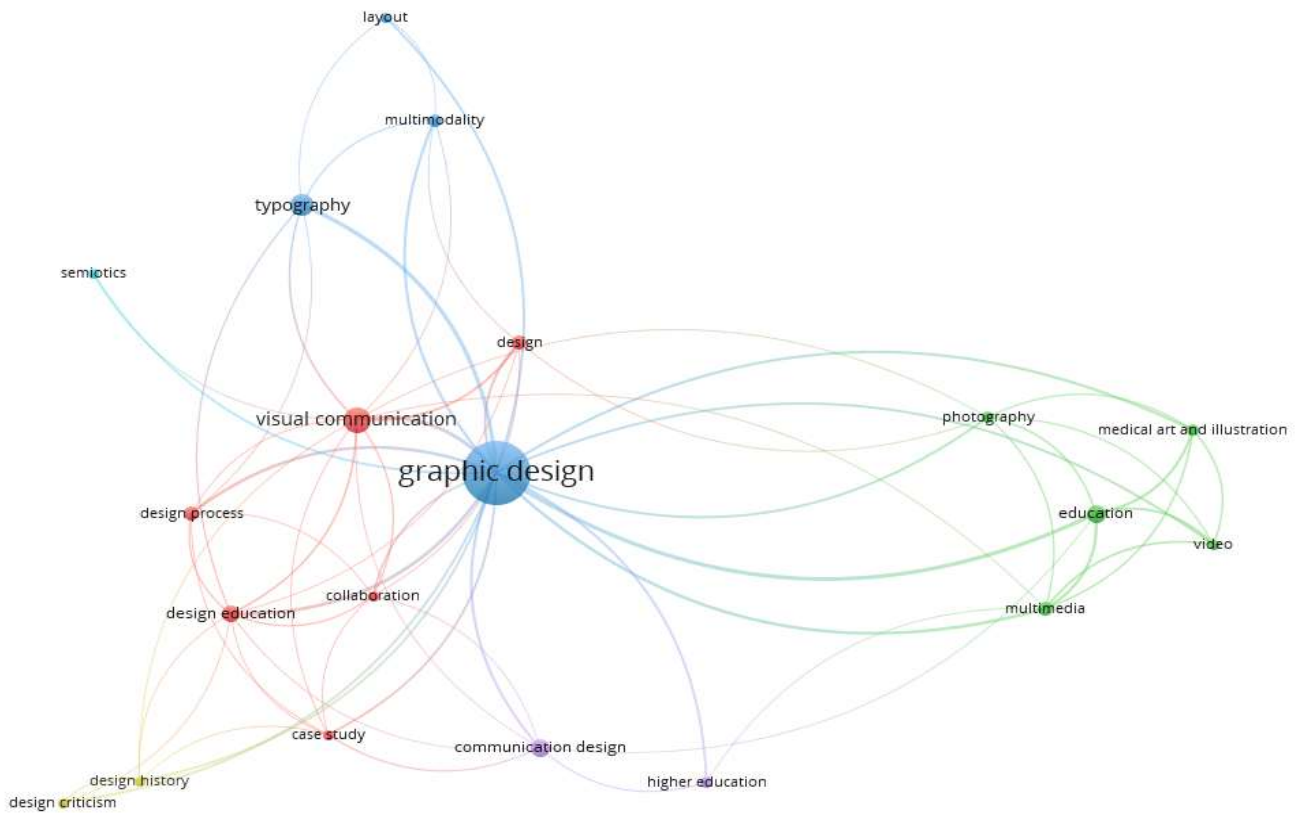 layout
multimodality
typography
semiotics
design
visual communication
photography
medical art and illustration
graphic design
design process
education
video
collaboration
multimedia
design education
case study
communication design
design history
higher education
design criticism